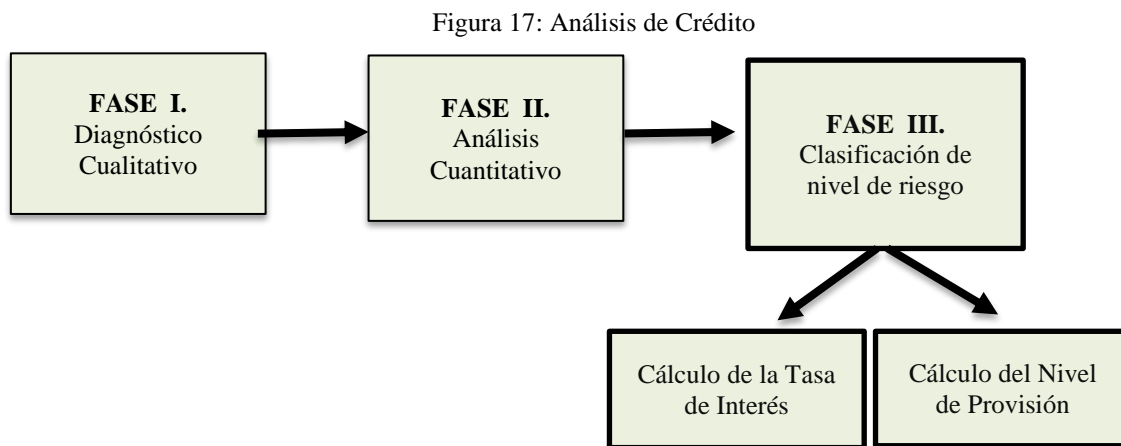 Figura 17: Análisis de Crédito
FASE I.
Diagnóstico
Cualitativo
FASE II.
Análisis
Cuantitativo
FASE III.
Clasificación de
nivel de riesgo
Cálculo de la Tasa
de Interés
Cálculo del Nivel
de Provisión